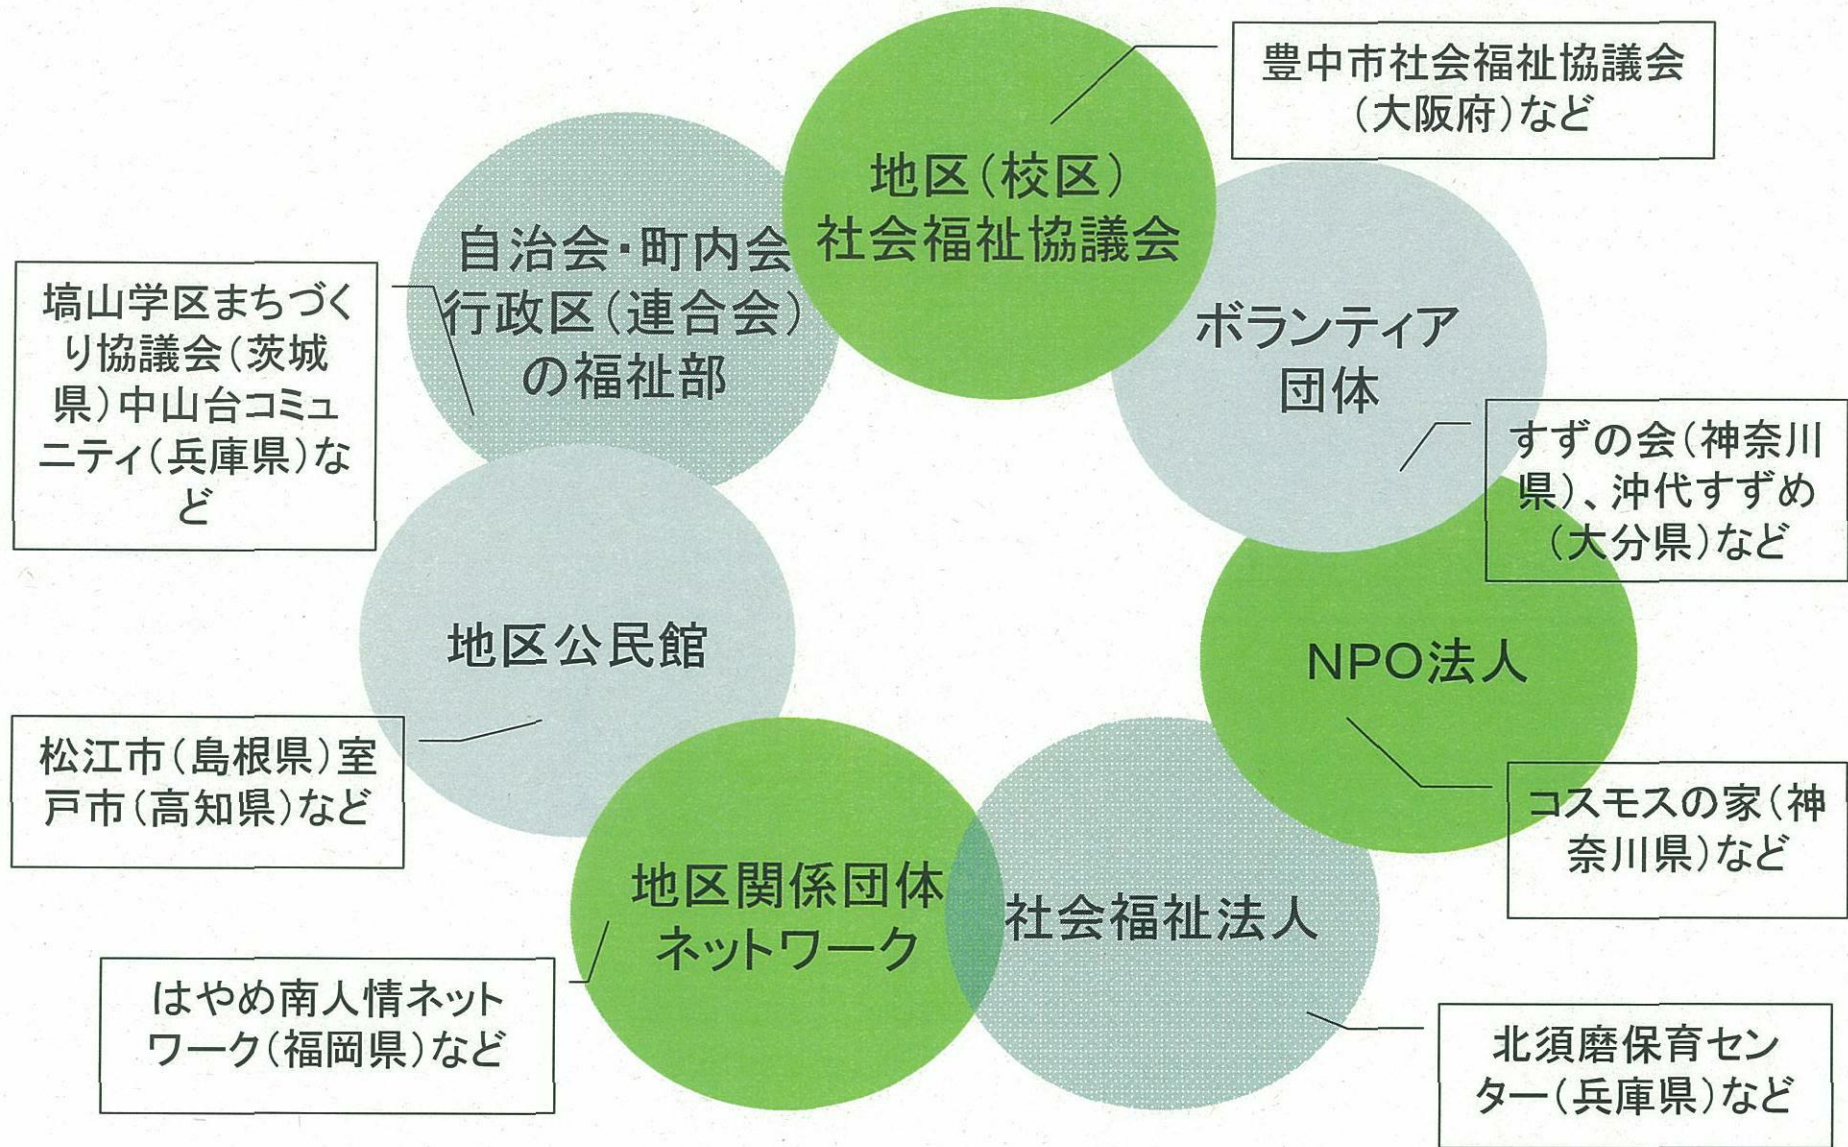 豊中市社会福祉協議会
(大阪府)など
地区(校区)
社会福祉協議会
自治会・町内会
行政区(連合会)
の福祉部
塙山学区まちづく
り協議会(茨城
県)中山台コミュ
ニティ(兵庫県)な
ど
ボランティア
団体
すずの会(神奈川
県)、沖代すずめ
(大分県)など
地区公民館
NPO法人
松江市(島根県)室
戸市(高知県)など
コスモスの家(神
奈川県)など
地区関係団体
ネットワーク
社会福祉法人
はやめ南人情ネット
ワーク(福岡県)など
北須磨保育セン
ター(兵庫県)など